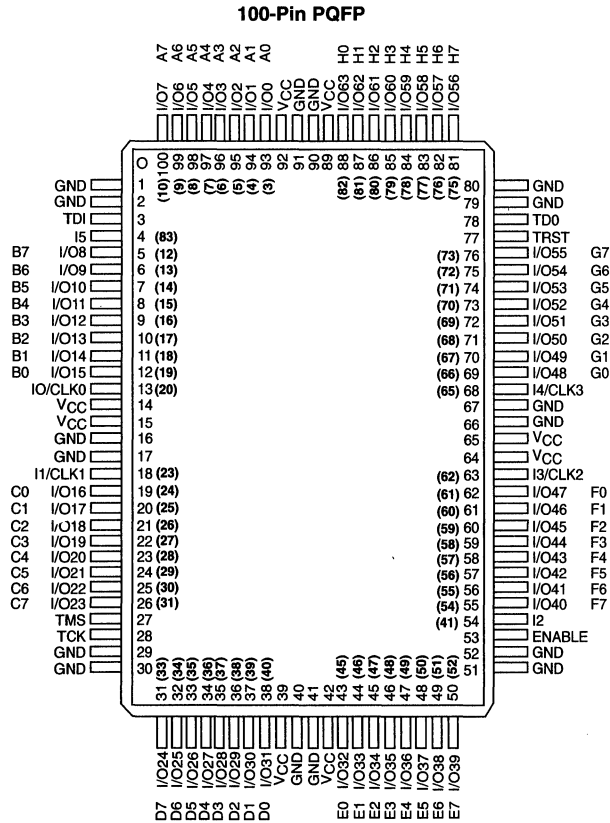 100-Pin PQFP
A7 A6 A5 A4 A3 A2 A1 A0 H0 H1 H2 H3 H4 H5 H6 H7
I/O7 I/O6 I/O5 I/O4 I/O3 I/O2 I/O1 I/O0 VCC GND GND VCC I/O63 I/O62 I/O61 I/O60 I/O59 I/O58 I/O57 I/O56
100 99 98 97 96 95 94 93 92 91 90 89 88 87 86 85 84 83 82 81
(10) (9) (8) (7) (6) (5) (4) (3) (82) (81) (80) (79) (78) (77) (76) (75)
GND 1 80 GND
GND 2 79 GND
TDI 3 78 TD0
I5 4 (83) 77 TRST
B7 I/O8 5 (12) (73) 76 I/O55 G7
B6 I/O9 6 (13) (72) 75 I/O54 G6
B5 I/O10 7 (14) (71) 74 I/O53 G5
B4 I/O11 8 (15) (70) 73 I/O52 G4
B3 I/O12 9 (16) (69) 72 I/O51 G3
B2 I/O13 10 (17) (68) 71 I/O50 G2
B1 I/O14 11 (18) (67) 70 I/O49 G1
B0 I/O15 12 (19) (66) 69 I/O48 G0
IO/CLK0 13 (20) (65) 68 I4/CLK3
VCC 14 67 GND
VCC 15 66 GND
GND 16 65 VCC
GND 17 64 VCC
I1/CLK1 18 (23) (62) 63 I3/CLK2
C0 I/O16 19 (24) (61) 62 I/O47 F0
C1 I/O17 20 (25) (60) 61 I/O46 F1
C2 I/O18 21 (26) (59) 60 I/O45 F2
C3 I/O19 22 (27) (58) 59 I/O44 F3
C4 I/O20 23 (28) (57) 58 I/O43 F4
C5 I/O21 24 (29) (56) 57 I/O42 F5
C6 I/O22 25 (30) (55) 56 I/O41 F6
C7 I/O23 26 (31) (54) 55 I/O40 F7
TMS 27 (41) 54 I2
TCK 28 53 ENABLE
GND 29 52 GND
GND 30 51 GND
(33) (34) (35) (36) (37) (38) (39) (40) (45) (46) (47) (48) (49) (50) (51) (52)
31 32 33 34 35 36 37 38 39 40 41 42 43 44 45 46 47 48 49 50
I/O24 I/O25 I/O26 I/O27 I/O28 I/O29 I/O30 I/O31 VCC GND GND VCC I/O32 I/O33 I/O34 I/O35 I/O36 I/O37 I/O38 I/O39
D7 D6 D5 D4 D3 D2 D1 D0 E0 E1 E2 E3 E4 E5 E6 E7